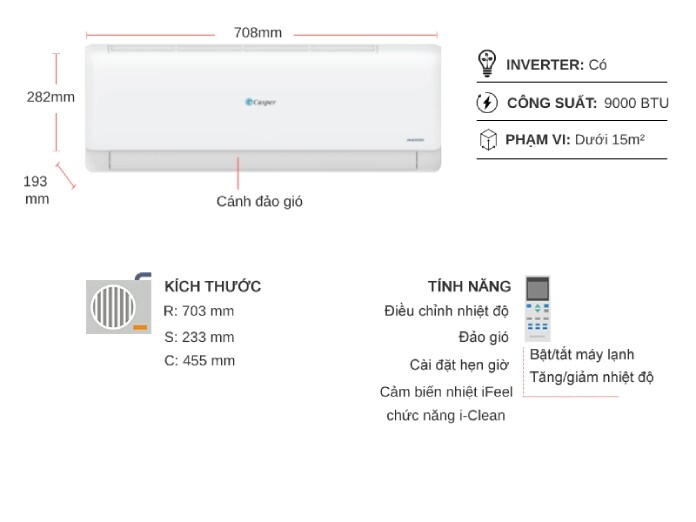 708mm
INVERTER: Có
282mm
Casper
CÔNG SUẤT: 9000 BTU
INVERTER
PHẠM VI: Dưới 15m²
193
mm
Cánh đảo gió
KÍCH THƯỚC
R: 703 mm
S: 233 mm
C: 455 mm
TÍNH NĂNG
Điều chỉnh nhiệt độ
Đảo gió
Cài đặt hẹn giờ
Cảm biến nhiệt iFeel
chức năng i-Clean
Bật/tắt máy lạnh
Tăng/giảm nhiệt độ